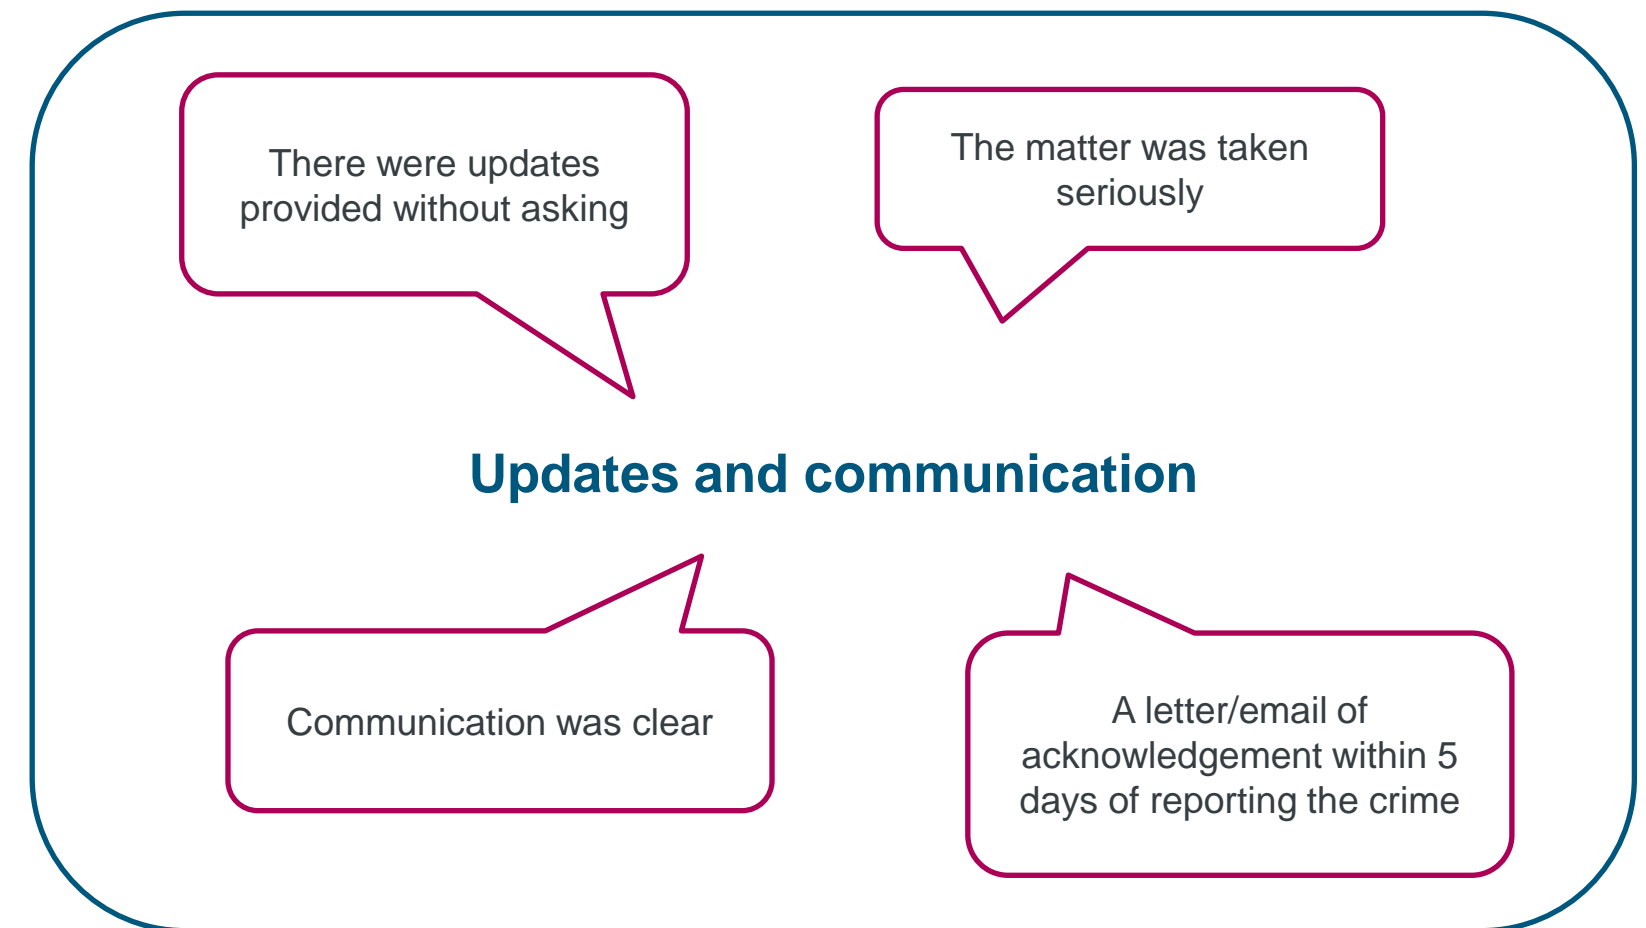 There were updates
provided without asking
The matter was taken
seriously
Updates and communication
Communication was clear
A letter/email of
acknowledgement within 5
days of reporting the crime